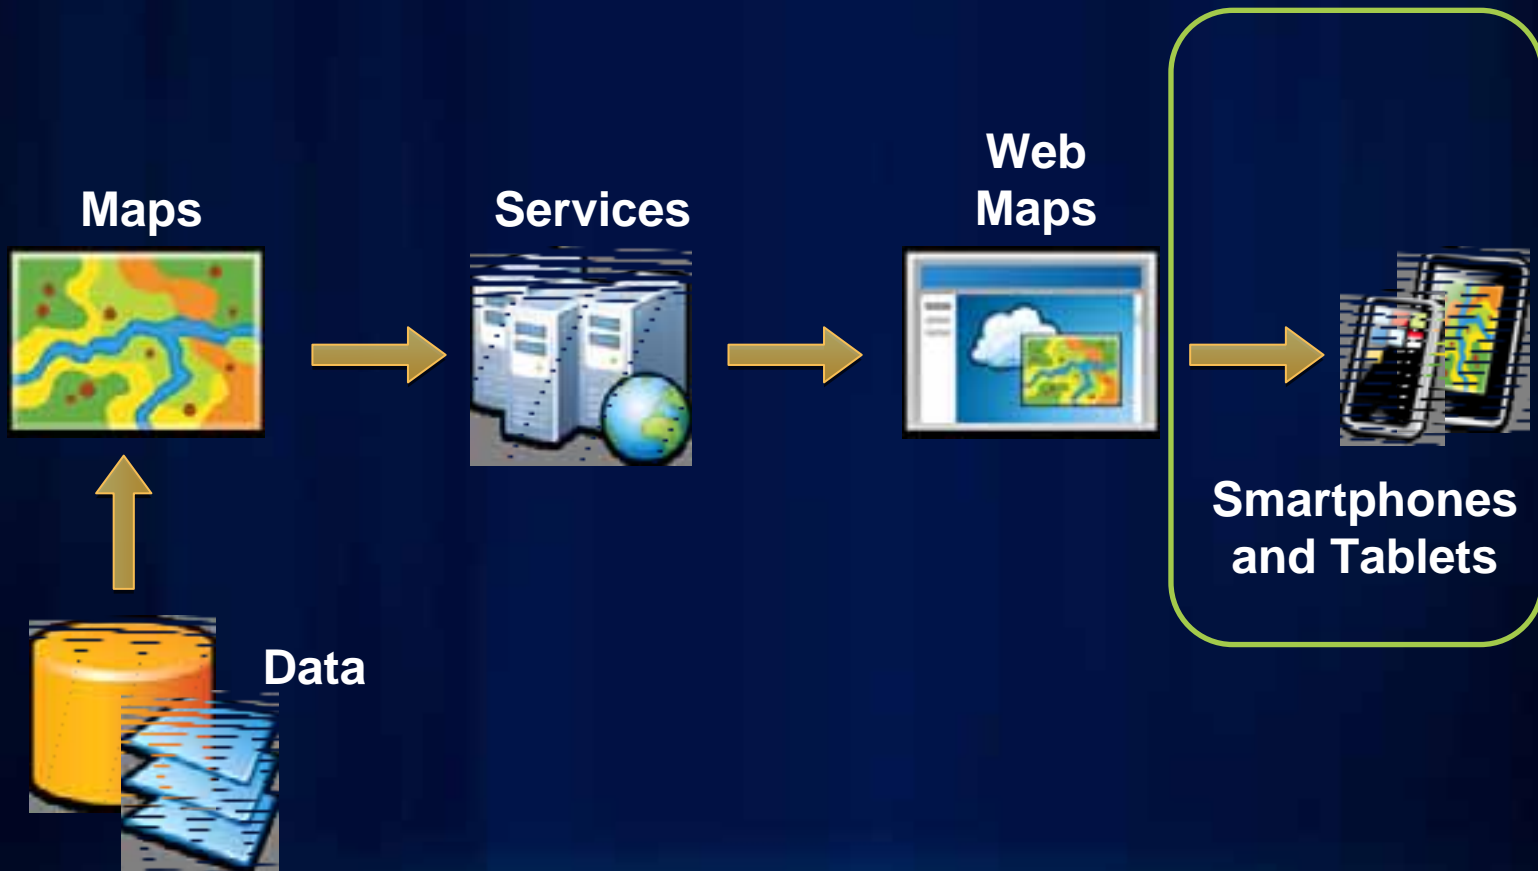 Maps
Services
Web
Maps
Smartphones
and Tablets
Data